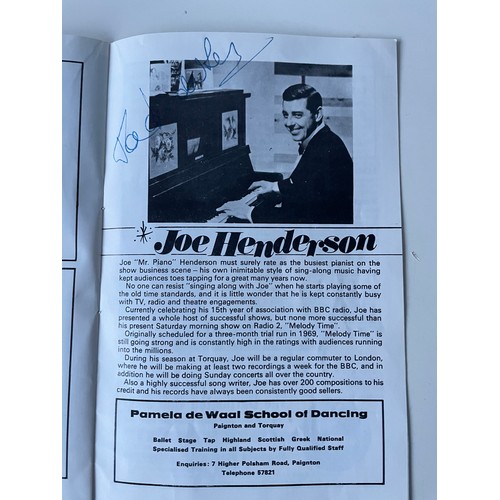 Joe Henderson
Joe "Mr. Piano" Henderson must surely rate as the busiest pianist on
the show business scene – his own inimitable style of sing-along music having
kept audiences toes tapping for a great many years now.
No one can resist "singing along with Joe" when he starts playing some of
the old time standards, and it is little wonder that he is kept constantly busy
with TV, radio and theatre engagements.
Currently celebrating his 15th year of association with BBC radio, Joe has
presented a whole host of successful shows, but none more successful than
his present Saturday morning show on Radio 2, "Melody Time".
Originally scheduled for a three-month trial run in 1969, "Melody Time" is
still going strong and is constantly high in the ratings with audiences running
into the millions.
During his season at Torquay, Joe will be a regular commuter to London,
where he will be making at least two recordings a week for the BBC, and in
addition he will be doing Sunday concerts all over the country.
Also a highly successful song writer, Joe has over 200 compositions to his
credit and his records have always been consistently good sellers.
Pamela de Waal School of Dancing
Paignton and Torquay
Ballet Stage Tap Highland Scottish Greek National
Specialised Training in all Subjects by Fully Qualified Staff
Enquiries: 7 Higher Polsham Road, Paignton
Telephone 57821